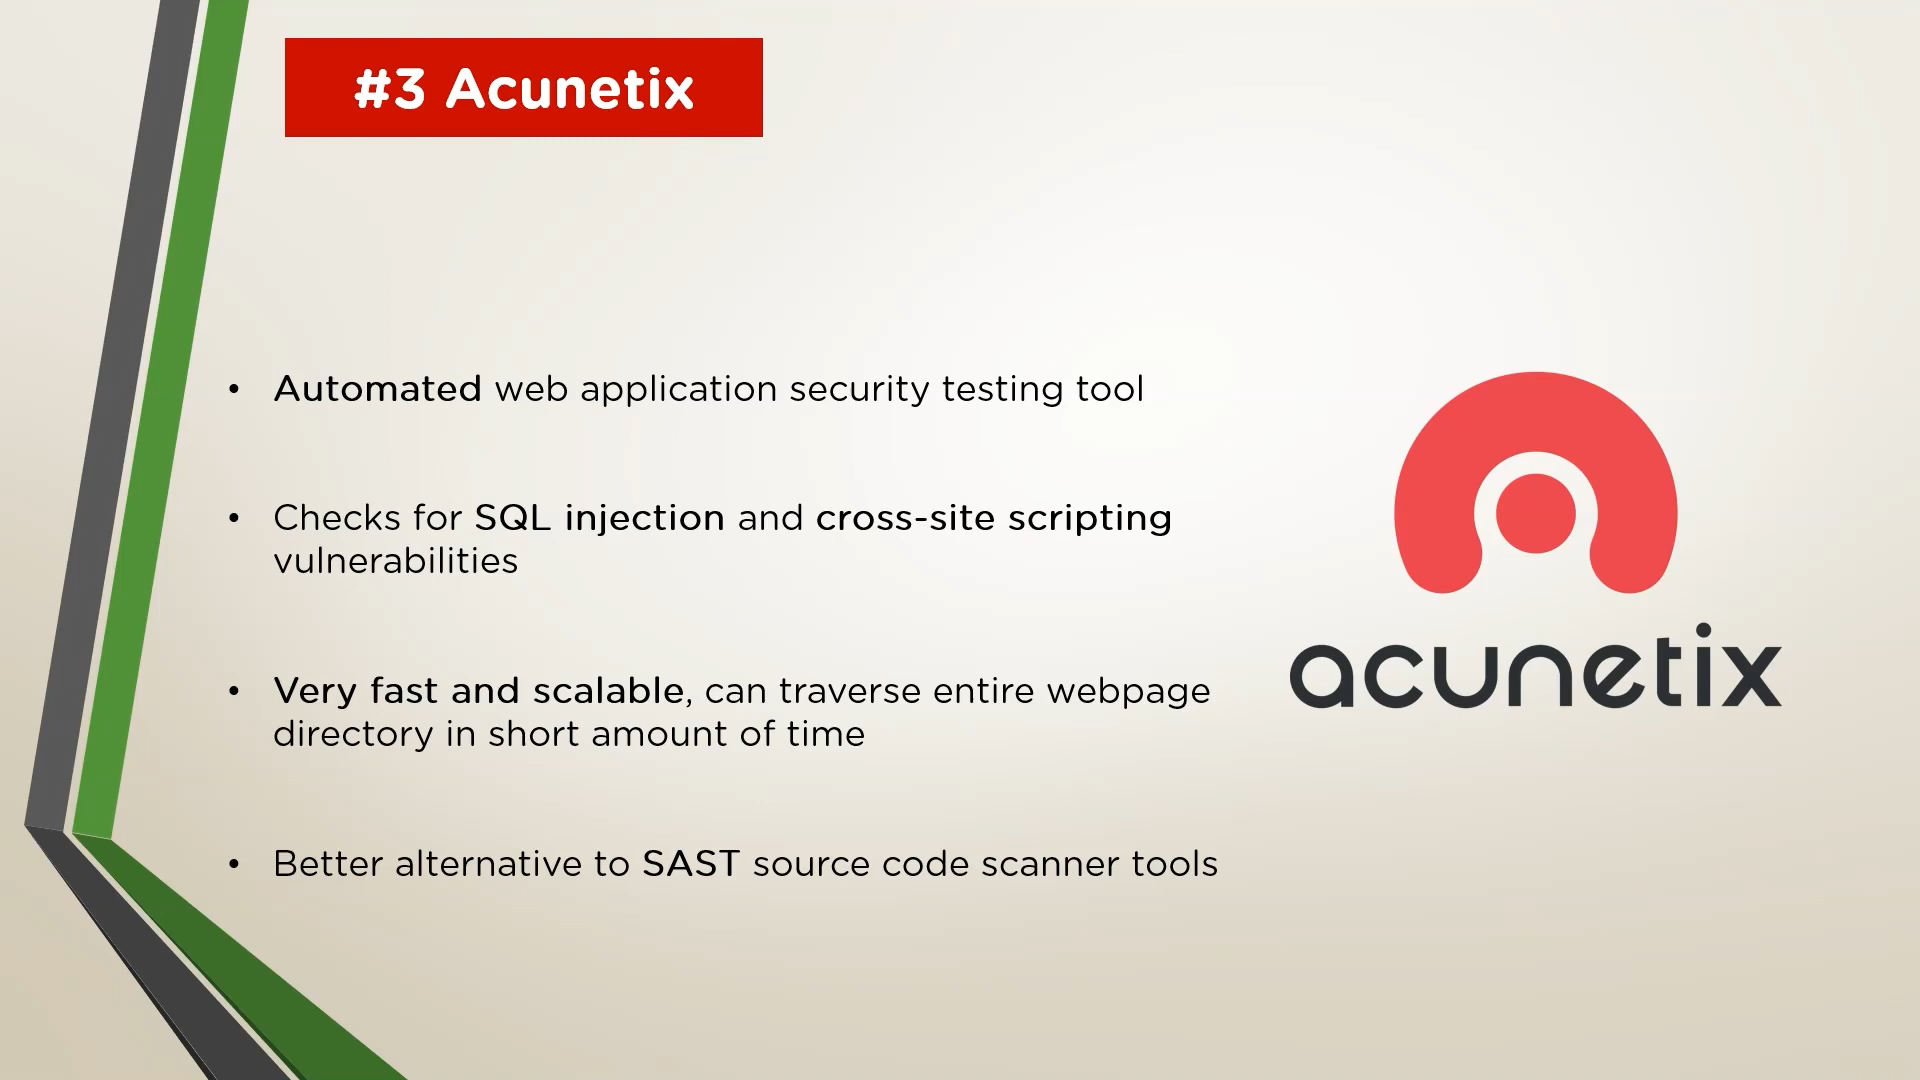 #3 Acunetix
• Automated web application security testing tool
• Checks for SQL injection and cross-site scripting
vulnerabilities
• Very fast and scalable, can traverse entire webpage
directory in short amount of time
• Better alternative to SAST source code scanner tools
acunetix